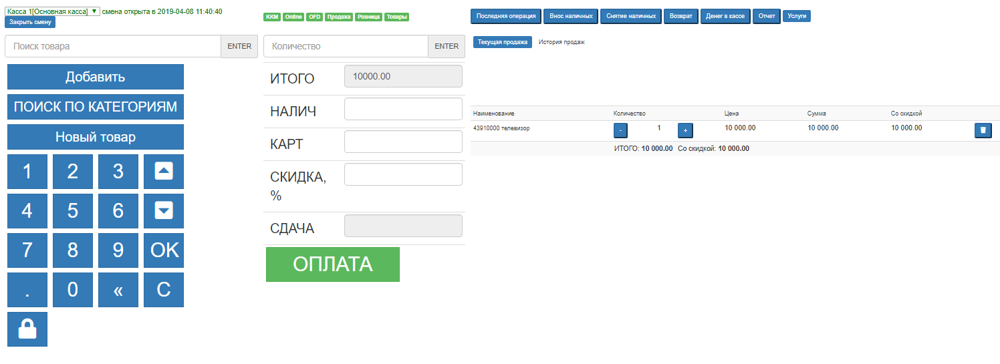 Касса 1[Основная касса] ▼ смена открыта в 2019-04-08 11:40:40
Закрыть смену
Поиск товара ENTER
Добавить
ПОИСК ПО КАТЕГОРИЯМ
Новый товар
1 2 3
4 5 6
7 8 9 OK
. 0 « C
ККМ Online OFD Продажа Розница Товары
Количество ENTER
ИТОГО 10000.00
НАЛИЧ
КАРТ
СКИДКА,
%
СДАЧА
ОПЛАТА
Последняя операция Внос наличных Снятие наличных Возврат Денег в кассе Отчет Услуги
Текущая продажа История продаж
Наименование Количество Цена Сумма Со скидкой
43910000 телевизор - 1 + 10 000.00 10 000.00 10 000.00
ИТОГО: 10 000.00 Со скидкой: 10 000.00